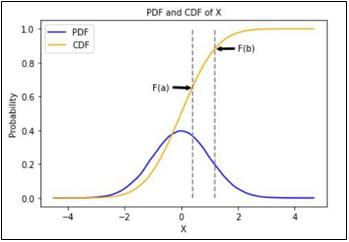 PDF and CDF of X
PDF
CDF
F(a)
F(b)
Probability
1.0
0.8
0.6
0.4
0.2
0.0
−4
−2
0
2
4
X